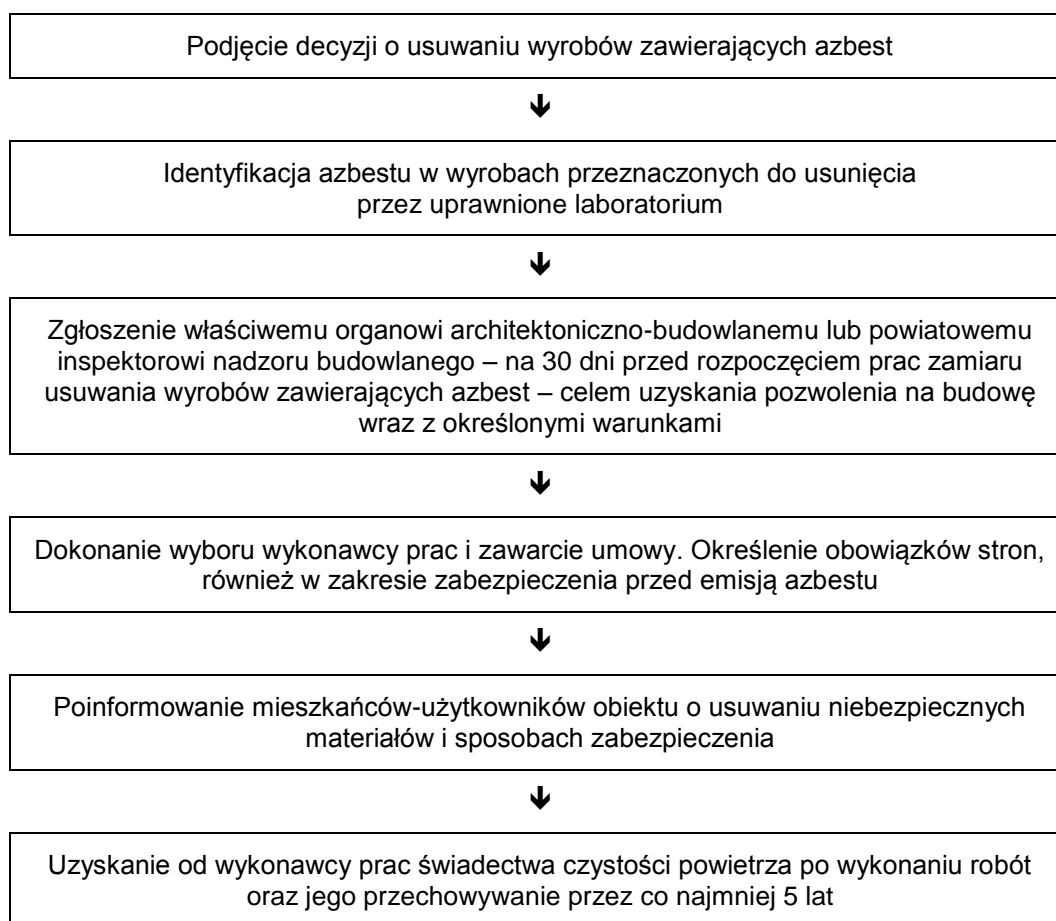 Podjęcie decyzji o usuwaniu wyrobów zawierających azbest
Identyfikacja azbestu w wyrobach przeznaczonych do usunięcia
przez uprawnione laboratorium
Zgłoszenie właściwemu organowi architektoniczno-budowlanemu lub powiatowemu
inspektorowi nadzoru budowlanego – na 30 dni przed rozpoczęciem prac zamiaru
usuwania wyrobów zawierających azbest – celem uzyskania pozwolenia na budowę
wraz z określonymi warunkami
Dokonanie wyboru wykonawcy prac i zawarcie umowy. Określenie obowiązków stron,
również w zakresie zabezpieczenia przed emisją azbestu
Poinformowanie mieszkańców-użytkowników obiektu o usuwaniu niebezpiecznych
materiałów i sposobach zabezpieczenia
Uzyskanie od wykonawcy prac świadectwa czystości powietrza po wykonaniu robót
oraz jego przechowywanie przez co najmniej 5 lat